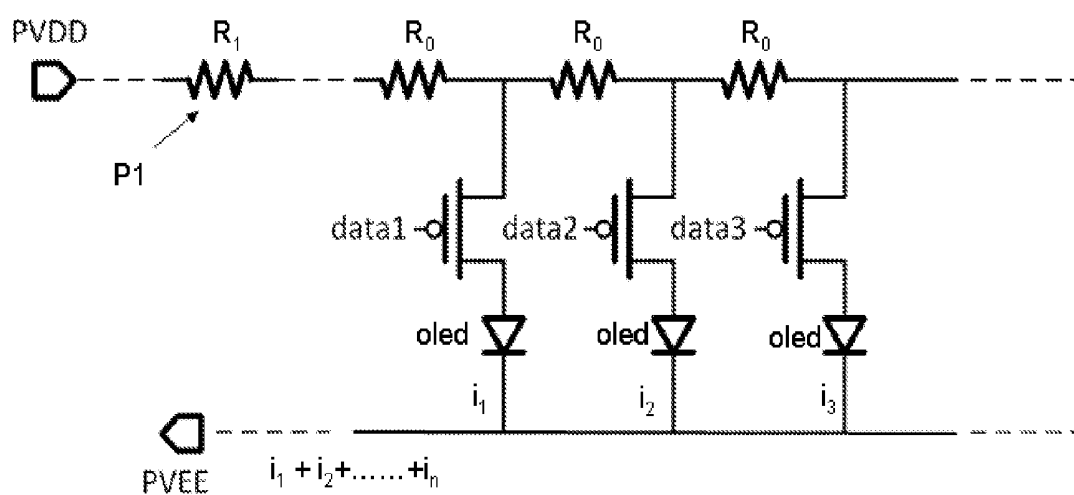 PVDD
R1 R0 R0 R0
P1
data1 data2 data3
oled oled oled
i1 i2 i3
i1 + i2+......+in
PVEE